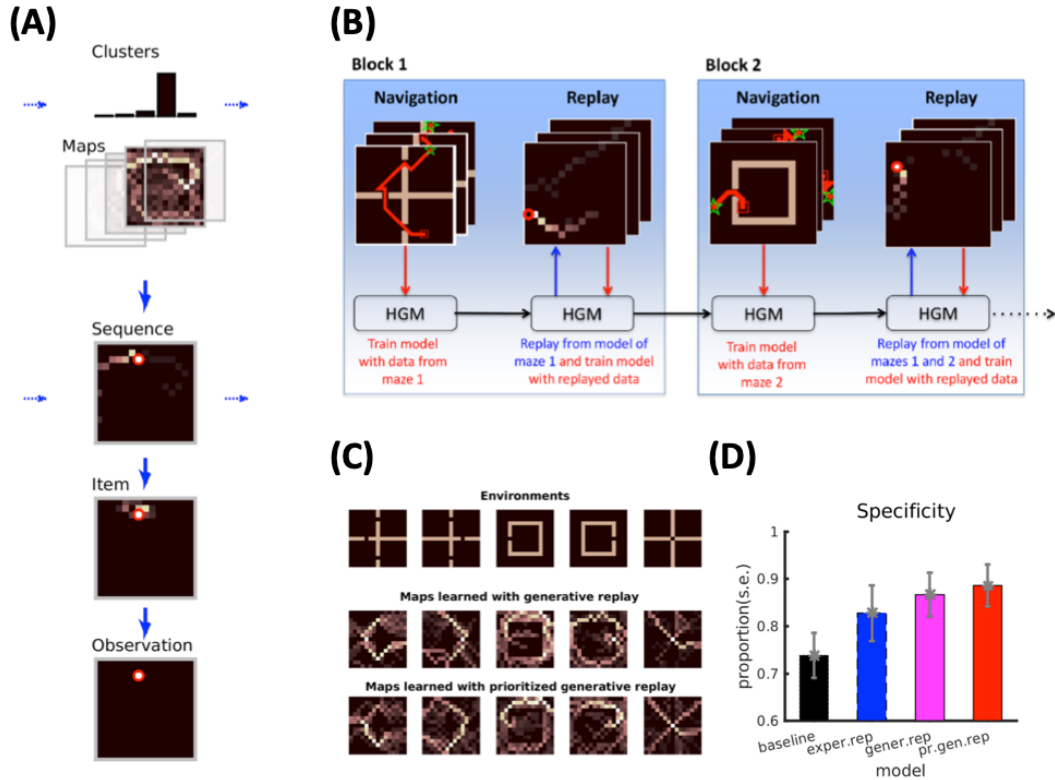 (A)
Clusters
Maps
Sequence
Item
Observation
(B)
Block 1
Navigation
Replay
HGM
HGM
Train model
with data from
maze 1
Replay from model of
maze 1 and train model
with replayed data
Block 2
Navigation
Replay
HGM
HGM
Train model
with data from
maze 2
Replay from model of
mazes 1 and 2 and train
model with replayed data
(C)
Environments
Maps learned with generative replay
Maps learned with prioritized generative replay
(D)
Specificity
proportion(s.e.)
1
0.9
0.8
0.7
0.6
baseline
exper.rep
gener.rep
pr.gen.rep
model